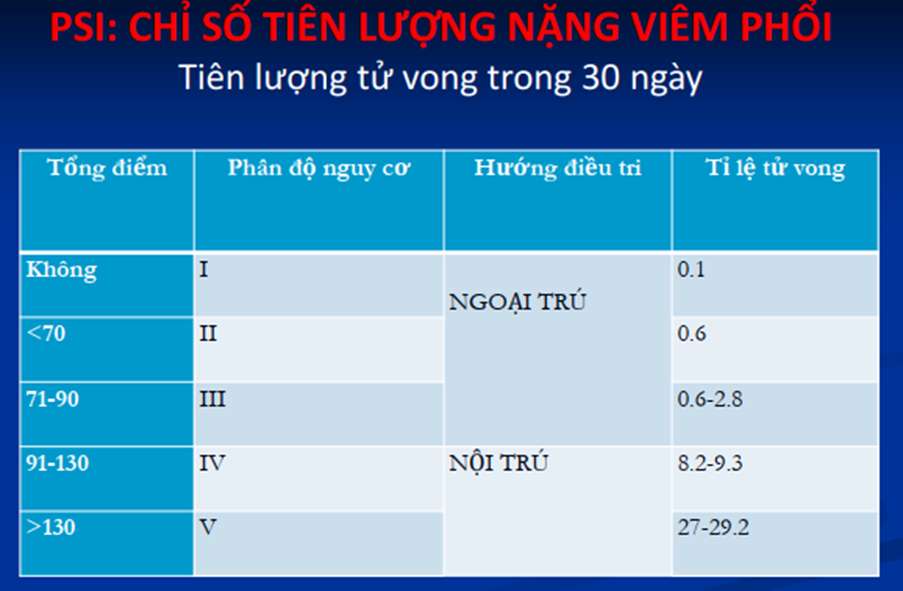 PSI: CHỈ SỐ TIÊN LƯỢNG NẶNG VIÊM PHỔI
Tiên lượng tử vong trong 30 ngày
Tổng điểm Phân độ nguy cơ Hướng điều tri Tỉ lệ tử vong
Không I 0.1
NGOẠI TRÚ
<70 II 0.6
71-90 III 0.6-2.8
91-130 IV NỘI TRÚ 8.2-9.3
>130 V 27-29.2